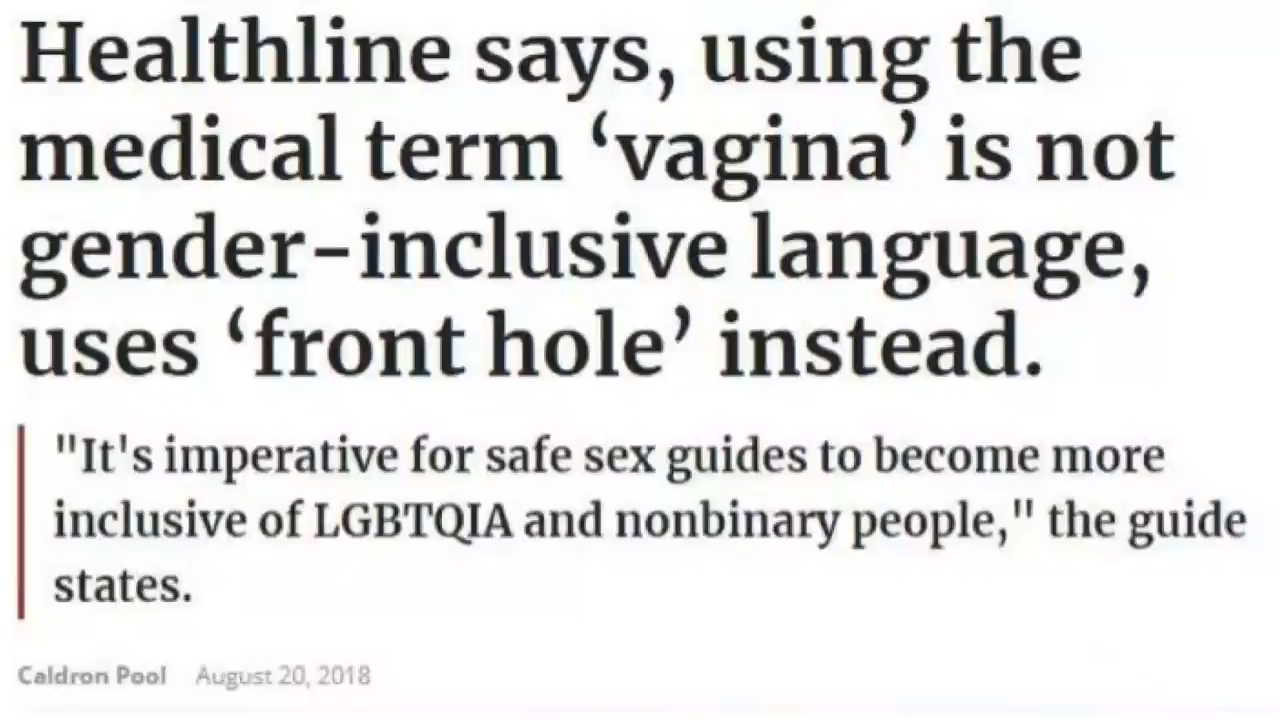 Healthline says, using the
medical term ‘vagina’ is not
gender-inclusive language,
uses ‘front hole’ instead.
"It's imperative for safe sex guides to become more
inclusive of LGBTQIA and nonbinary people," the guide
states.
Caldron Pool August 20, 2018